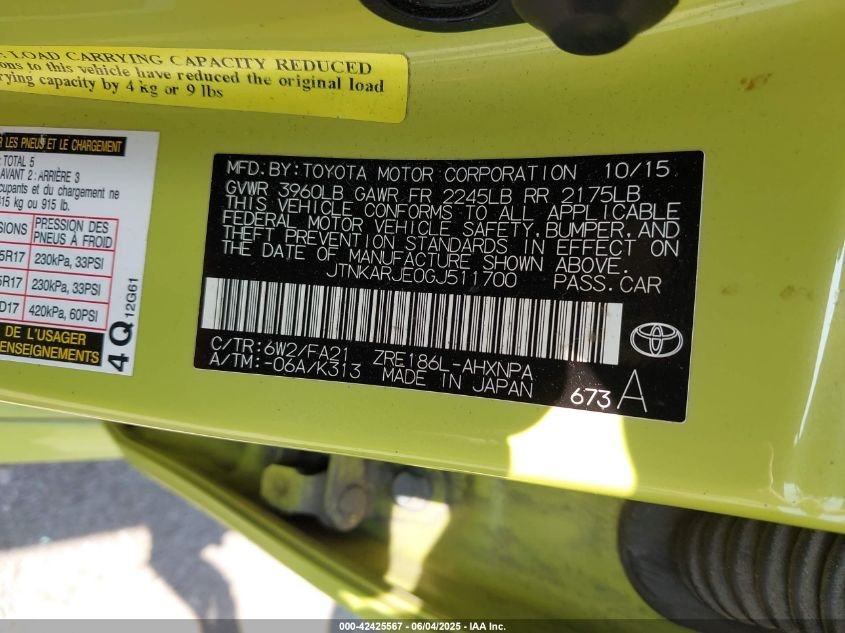 : LOAD CARRYING CAPACITY REDUCED
ons to this vehicle have reduced the original load
rying capacity by 4 kg or 9 lbs
R LES PNEUS ET LE CHARGEMENT
TOTAL 5
AVANT 2 : ARRIÈRE 3
cupants et du chargement ne
415 kg ou 915 lb.
SIONS PRESSION DES PNEUS À FROID
5R17 230kPa, 33PSI
5R17 230kPa, 33PSI
D17 420kPa, 60PSI
DE L'USAGER
RENSEIGNEMENTS
4Q 12G61
MFD. BY: TOYOTA MOTOR CORPORATION 10/15
GVWR 3960LB GAWR FR 2245LB RR 2175LB
THIS VEHICLE CONFORMS TO ALL APPLICABLE
FEDERAL MOTOR VEHICLE SAFETY, BUMPER, AND
THEFT PREVENTION STANDARDS IN EFFECT ON
THE DATE OF MANUFACTURE SHOWN ABOVE.
JTNKARJE0GJ511700 PASS.CAR
C/TR: 6W2/FA21 ZRE186L-AHXNPA
A/TM: -06A/K313 MADE IN JAPAN
673 A
000-42425567 - 06/04/2025 - IAA Inc.